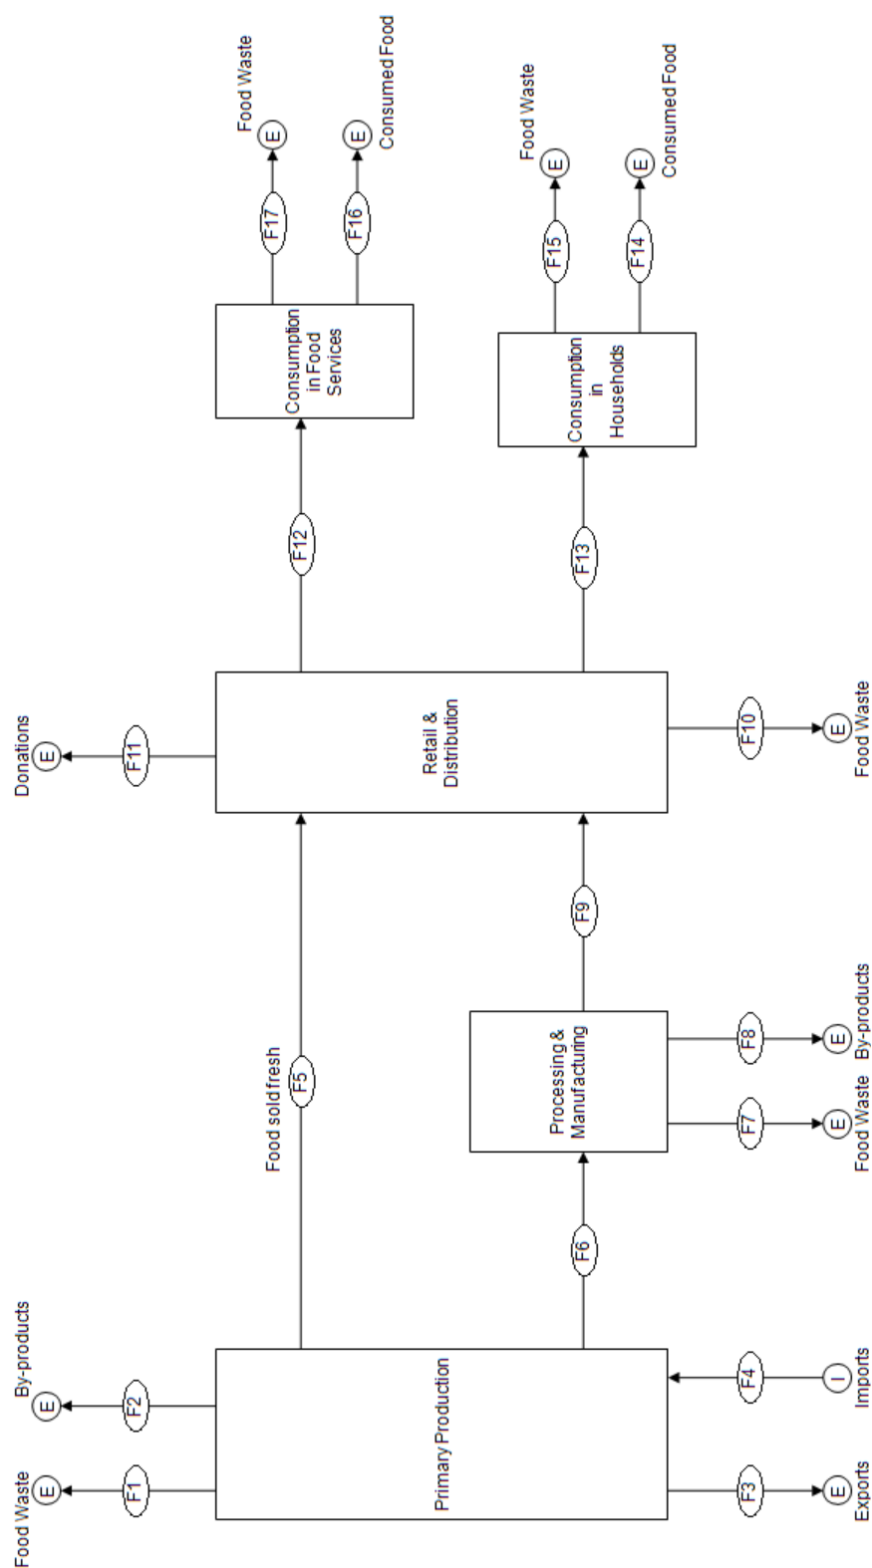 Food Waste
E
F1
By-products
E
F2
Primary Production
F3
E
Exports
F4
I
Imports
Food sold fresh
F5
F6
Processing &
Manufacturing
F7
E
Food Waste
F8
E
By-products
F9
Donations
E
F11
Retail &
Distribution
F10
E
Food Waste
F12
F13
Consumption
in Food
Services
F17
E
Food Waste
F16
E
Consumed Food
Consumption
in
Households
F15
E
Food Waste
F14
E
Consumed Food